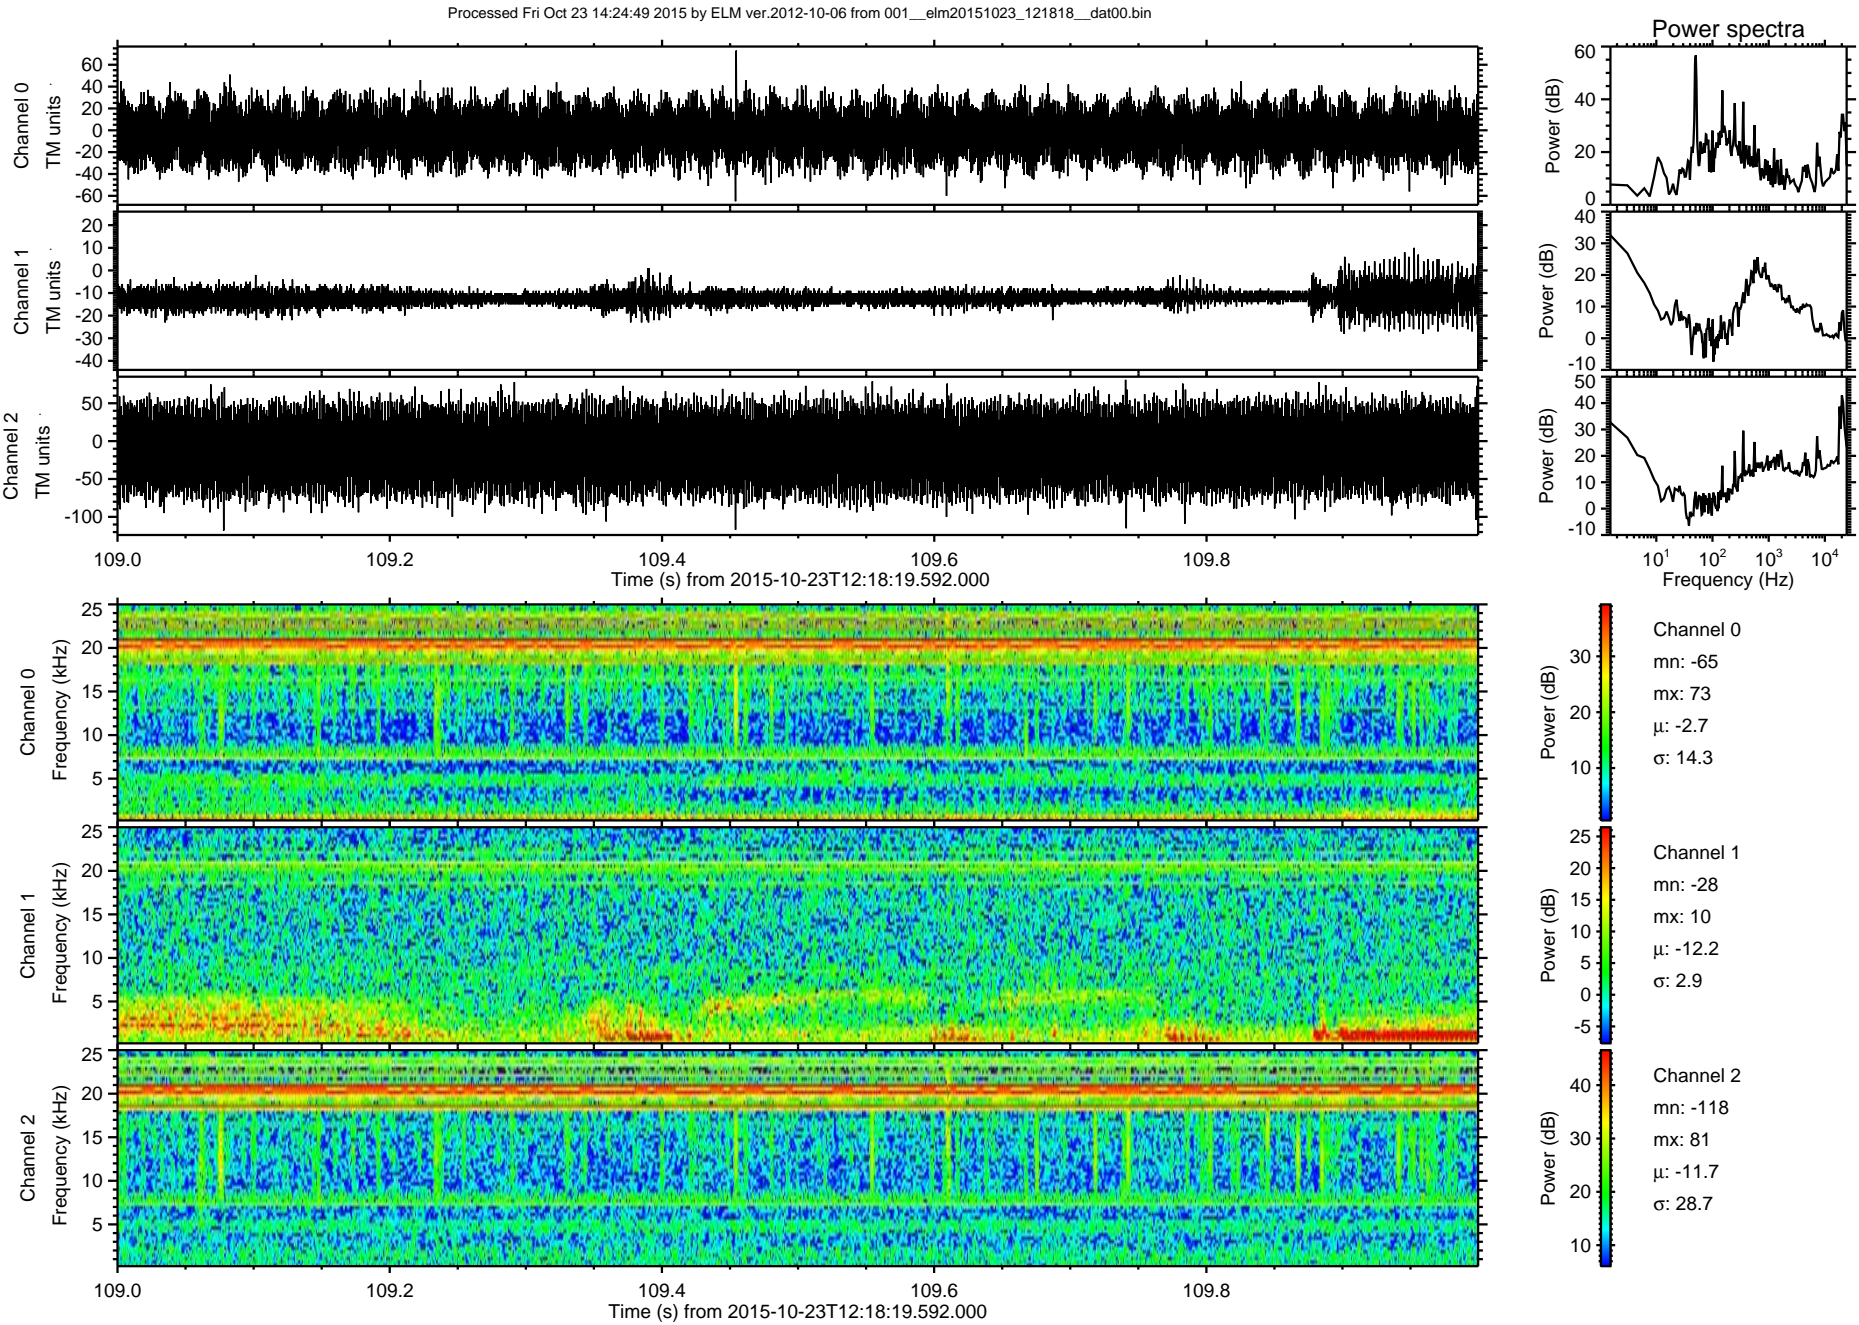 Processed Fri Oct 23 14:24:49 2015 by ELM ver.2012-10-06 from 001__elm20151023_121818__dat00.bin
Power spectra
Channel 0
TM units
60
40
20
0
-20
-40
-60
Power (dB)
60
40
20
0
Channel 1
TM units
20
10
0
-10
-20
-30
-40
Power (dB)
40
30
20
10
0
-10
Channel 2
TM units
50
0
-50
-100
Power (dB)
50
40
30
20
10
0
-10
109.0 109.2 109.4 109.6 109.8
Time (s) from 2015-10-23T12:18:19.592.000
10¹ 10² 10³ 10⁴
Frequency (Hz)
Channel 0
Frequency (kHz)
25
20
15
10
5
Power (dB)
30
20
10
Channel 0
mn: -65
mx: 73
μ: -2.7
σ: 14.3
Channel 1
Frequency (kHz)
25
20
15
10
5
Power (dB)
25
20
15
10
5
0
-5
Channel 1
mn: -28
mx: 10
μ: -12.2
σ: 2.9
Channel 2
Frequency (kHz)
25
20
15
10
5
Power (dB)
40
30
20
10
Channel 2
mn: -118
mx: 81
μ: -11.7
σ: 28.7
109.0 109.2 109.4 109.6 109.8
Time (s) from 2015-10-23T12:18:19.592.000